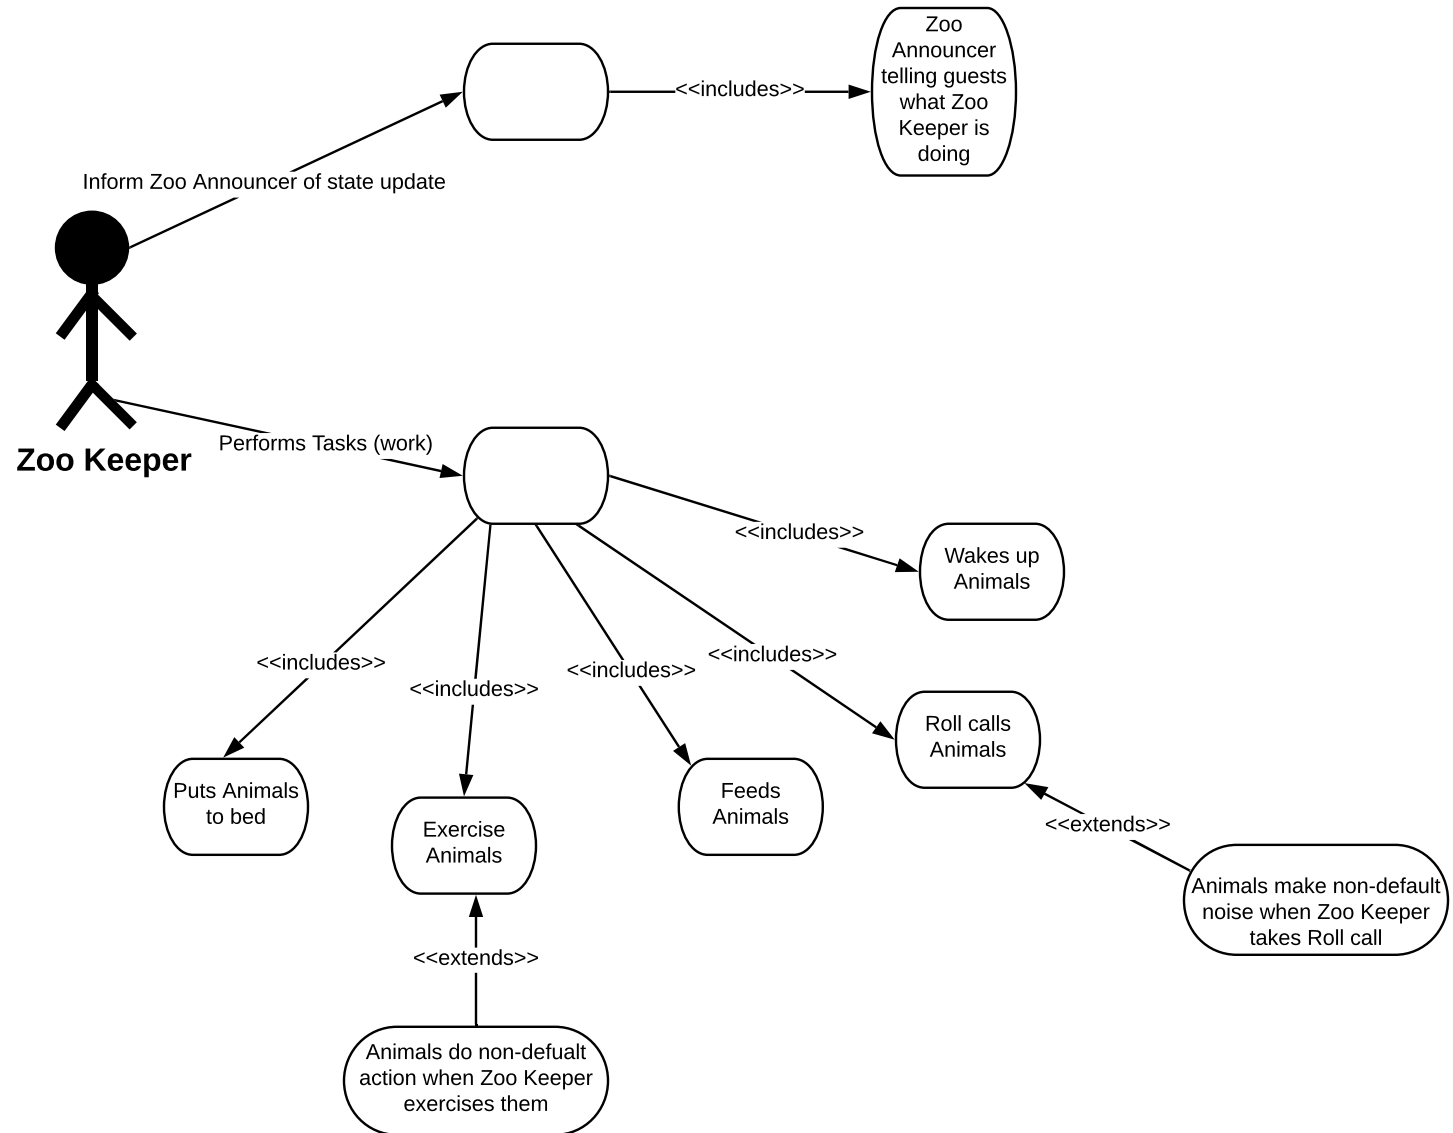 Zoo
Announcer
telling guests
what Zoo
Keeper is
doing
<<includes>>
Inform Zoo Announcer of state update
Performs Tasks (work)
Zoo Keeper
<<includes>>
Wakes up
Animals
<<includes>>
<<includes>>
<<includes>>
<<includes>>
Roll calls
Animals
Puts Animals
to bed
Exercise
Animals
Feeds
Animals
<<extends>>
Animals make non-default
noise when Zoo Keeper
takes Roll call
<<extends>>
Animals do non-defualt
action when Zoo Keeper
exercises them